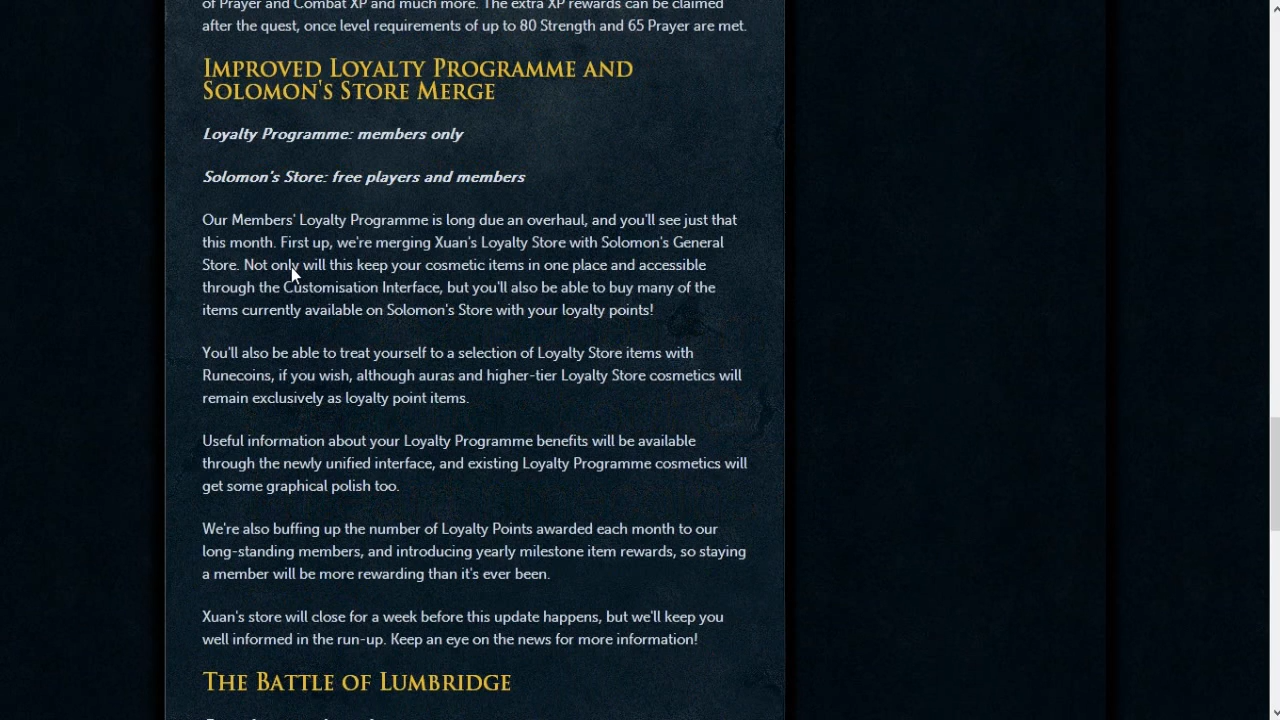 of Prayer and Combat XP and much more. The extra XP rewards can be claimed
after the quest, once level requirements of up to 80 Strength and 65 Prayer are met.
Improved Loyalty Programme and
Solomon's Store Merge
Loyalty Programme: members only
Solomon's Store: free players and members
Our Members' Loyalty Programme is long due an overhaul, and you'll see just that
this month. First up, we're merging Xuan's Loyalty Store with Solomon's General
Store. Not only will this keep your cosmetic items in one place and accessible
through the Customisation Interface, but you'll also be able to buy many of the
items currently available on Solomon's Store with your loyalty points!
You'll also be able to treat yourself to a selection of Loyalty Store items with
Runecoins, if you wish, although auras and higher-tier Loyalty Store cosmetics will
remain exclusively as loyalty point items.
Useful information about your Loyalty Programme benefits will be available
through the newly unified interface, and existing Loyalty Programme cosmetics will
get some graphical polish too.
We're also buffing up the number of Loyalty Points awarded each month to our
long-standing members, and introducing yearly milestone item rewards, so staying
a member will be more rewarding than it's ever been.
Xuan's store will close for a week before this update happens, but we'll keep you
well informed in the run-up. Keep an eye on the news for more information!
The Battle of Lumbridge